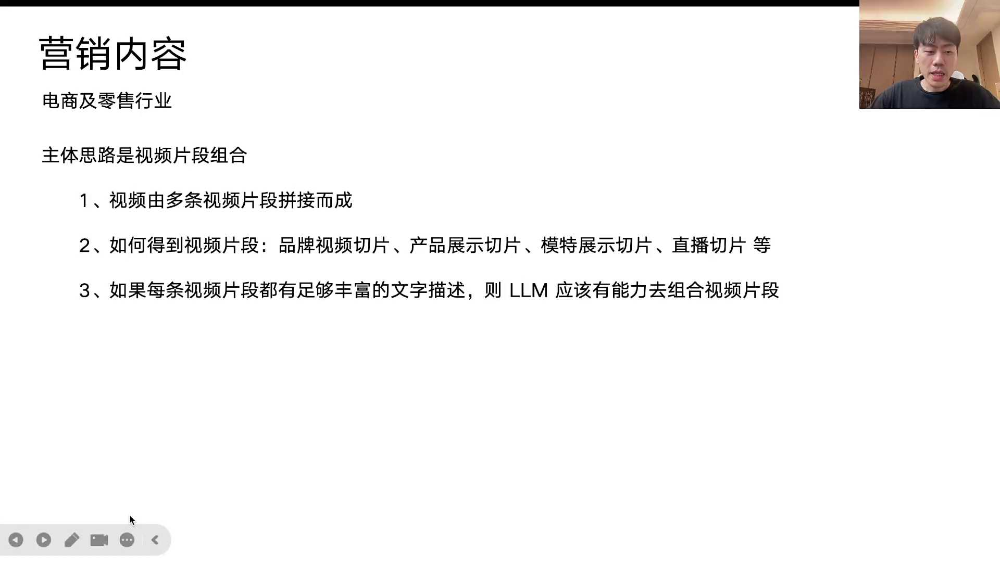 营销内容
电商及零售行业
主体思路是视频片段组合
1、视频由多条视频片段拼接而成
2、如何得到视频片段：品牌视频切片、产品展示切片、模特展示切片、直播切片 等
3、如果每条视频片段都有足够丰富的文字描述，则 LLM 应该有能力去组合视频片段